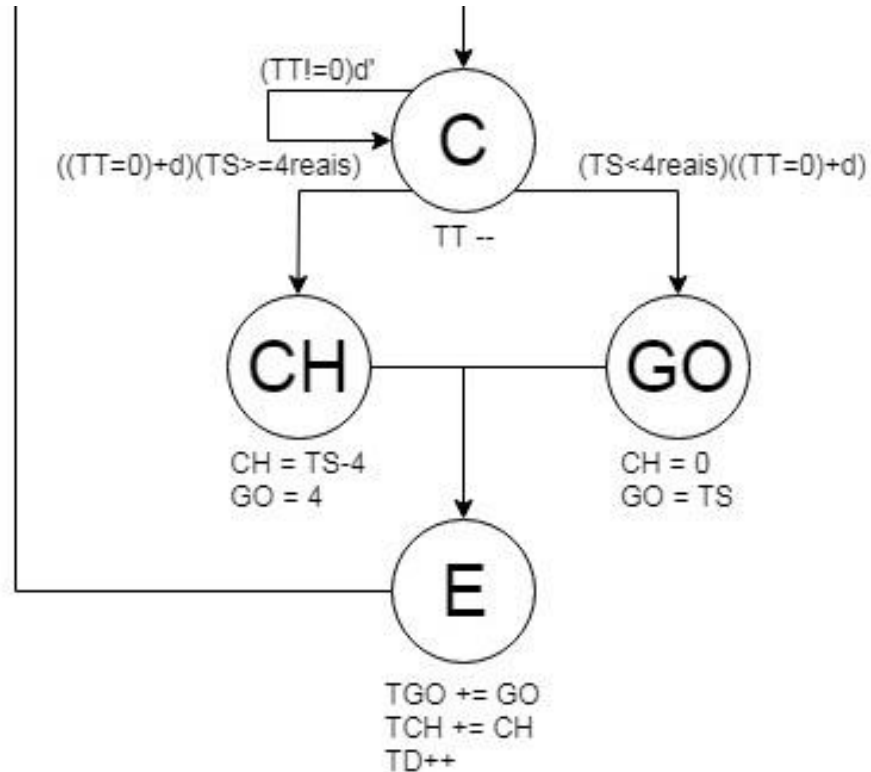 (TT!=0)d'
C
((TT=0)+d)(TS>=4reais)
(TS<4reais)((TT=0)+d)
TT --
CH
GO
CH = TS-4
GO = 4
CH = 0
GO = TS
E
TGO += GO
TCH += CH
TD++